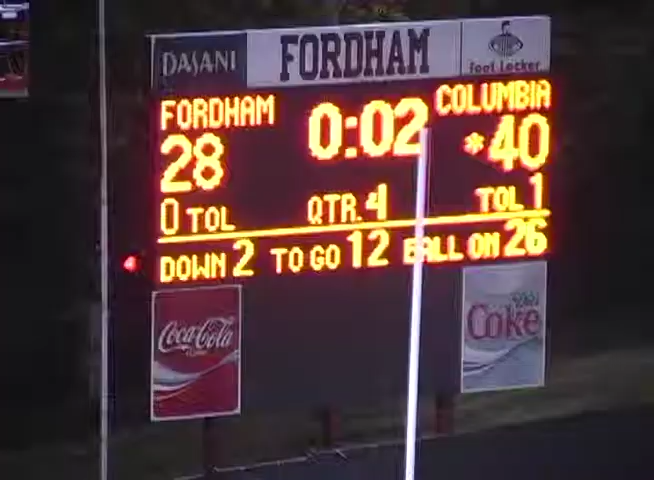 DASANI FORDHAM Foot Locker
FORDHAM 0:02 COLUMBIA
28 *40
0 TOL QTR.4 TOL 1
DOWN 2 TO GO 12 BALL ON 26
Coca-Cola Coke